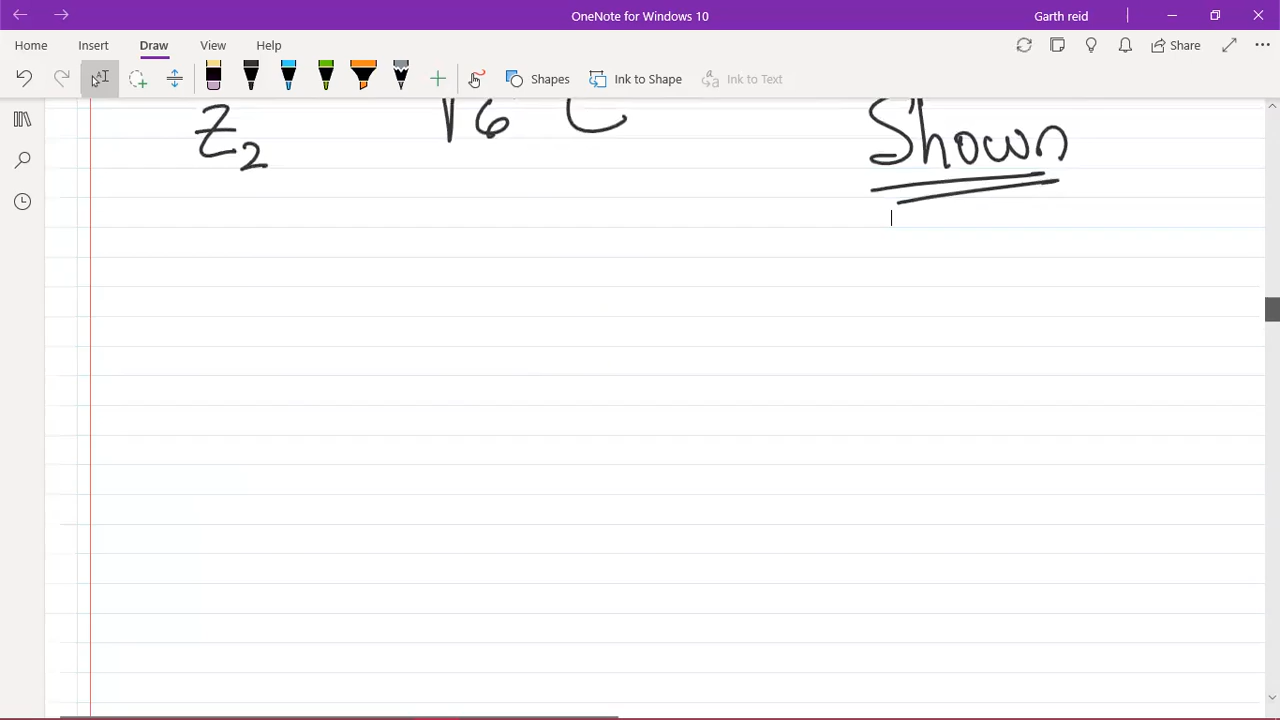 OneNote for Windows 10
Garth reid
Home Insert Draw View Help
Share
Shapes Ink to Shape Ink to Text
Z2
Shown